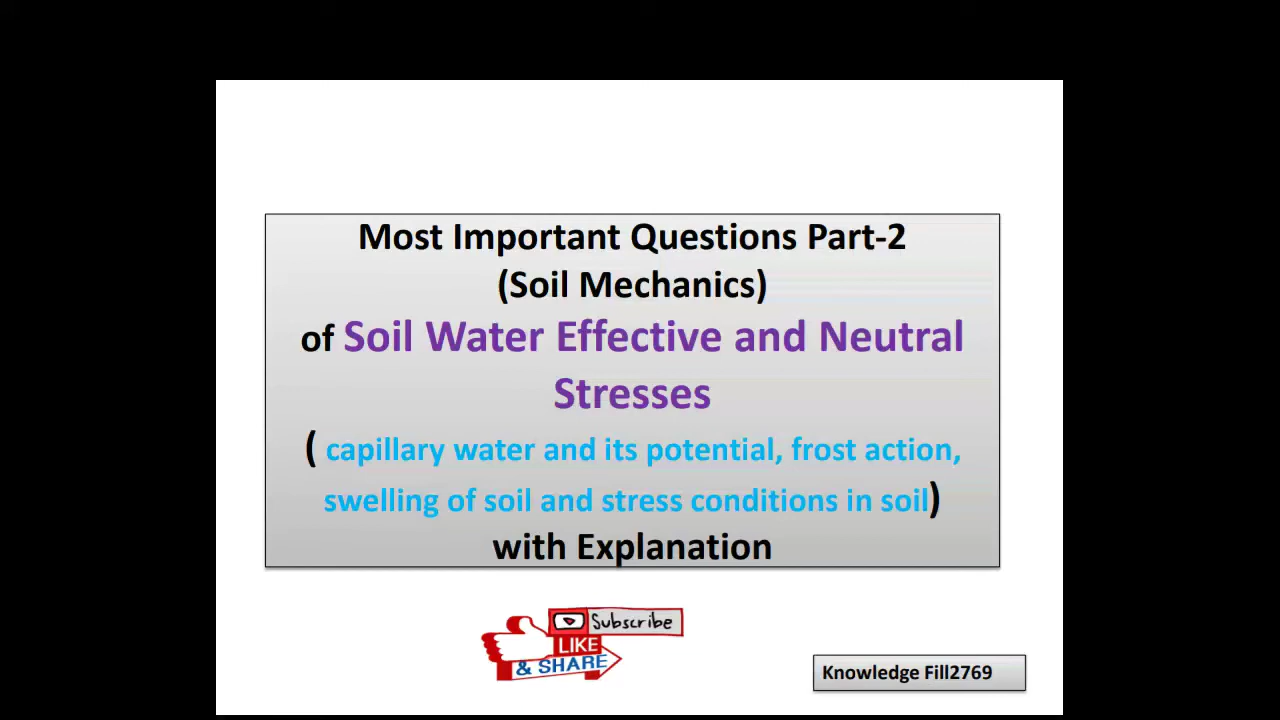 Most Important Questions Part-2
(Soil Mechanics)
of Soil Water Effective and Neutral
Stresses
( capillary water and its potential, frost action,
swelling of soil and stress conditions in soil)
with Explanation
Subscribe
LIKE
& SHARE
Knowledge Fill2769